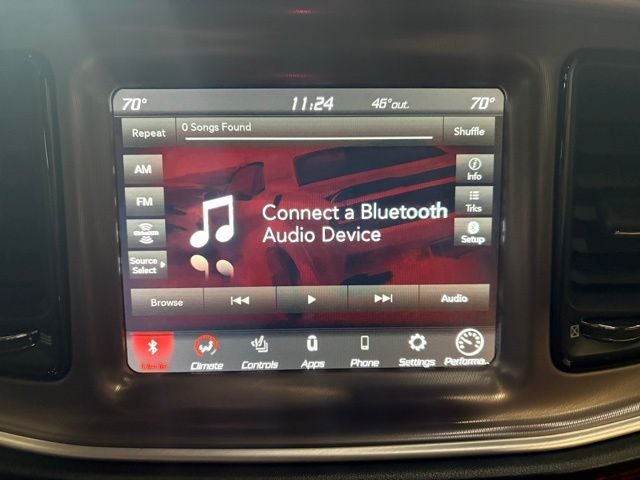 70° 11:24 46° out. 70°
Repeat 0 Songs Found Shuffle
AM
FM
Source
Select
Info
Trks
Setup
Connect a Bluetooth
Audio Device
Browse Audio
Climate Controls Apps Phone Settings Performa...